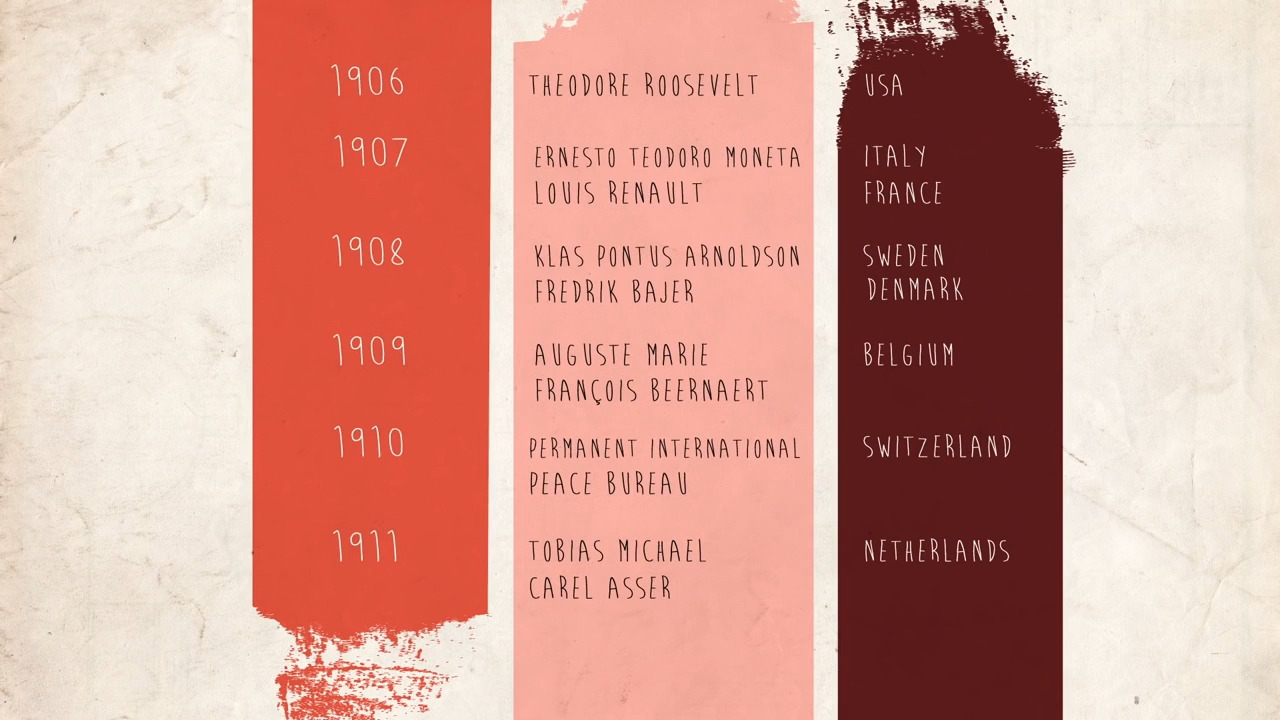 1906 THEODORE ROOSEVELT USA
1907 ERNESTO TEODORO MONETA ITALY
LOUIS RENAULT FRANCE
1908 KLAS PONTUS ARNOLDSON SWEDEN
FREDRIK BAJER DENMARK
1909 AUGUSTE MARIE BELGIUM
FRANÇOIS BEERNAERT
1910 PERMANENT INTERNATIONAL SWITZERLAND
PEACE BUREAU
1911 TOBIAS MICHAEL NETHERLANDS
CAREL ASSER